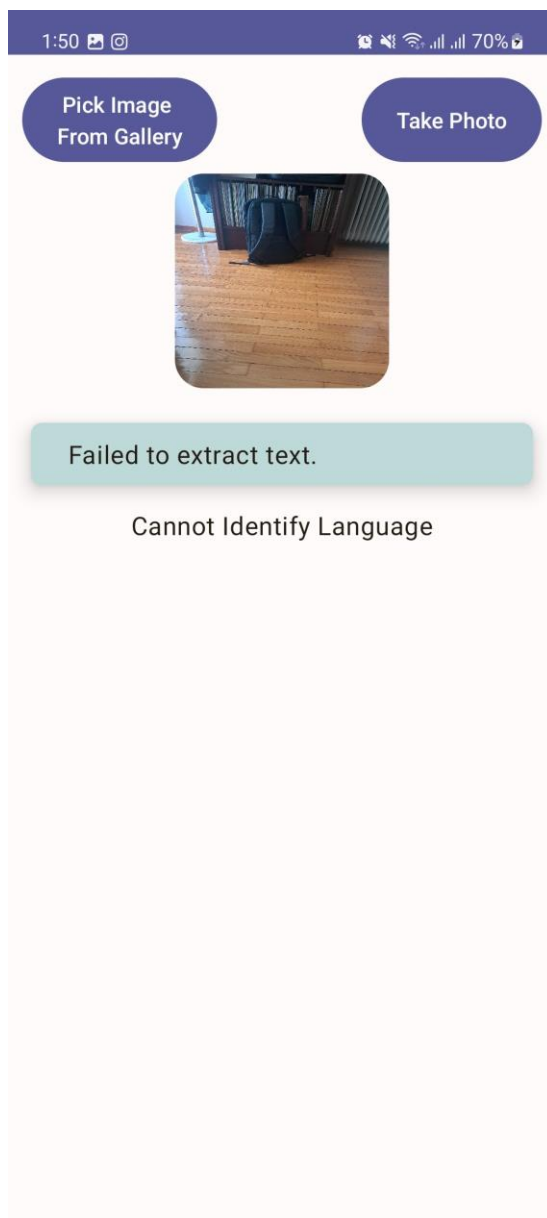 1:50 70%
Pick Image
From Gallery
Take Photo
Failed to extract text.
Cannot Identify Language